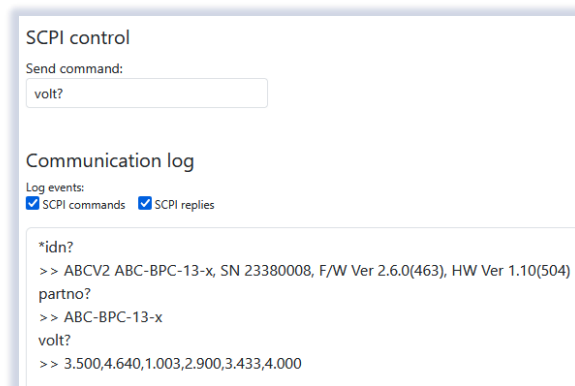 SCPI control
Send command:
volt?
Communication log
Log events:
SCPI commands SCPI replies
*idn?
>> ABCV2 ABC-BPC-13-x, SN 23380008, F/W Ver 2.6.0(463), HW Ver 1.10(504)
partno?
>> ABC-BPC-13-x
volt?
>> 3.500,4.640,1.003,2.900,3.433,4.000